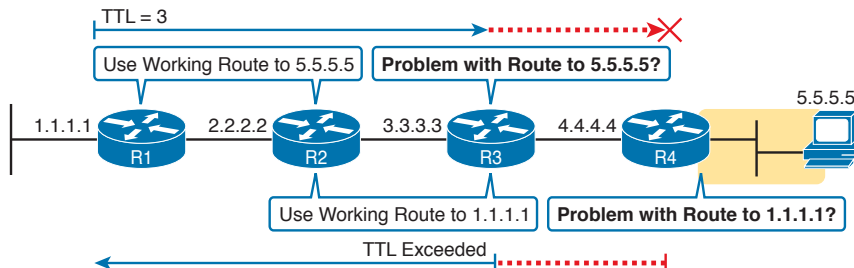 TTL = 3
Use Working Route to 5.5.5.5
Problem with Route to 5.5.5.5?
5.5.5.5
1.1.1.1
2.2.2.2
3.3.3.3
4.4.4.4
R1
R2
R3
R4
Use Working Route to 1.1.1.1
Problem with Route to 1.1.1.1?
TTL Exceeded